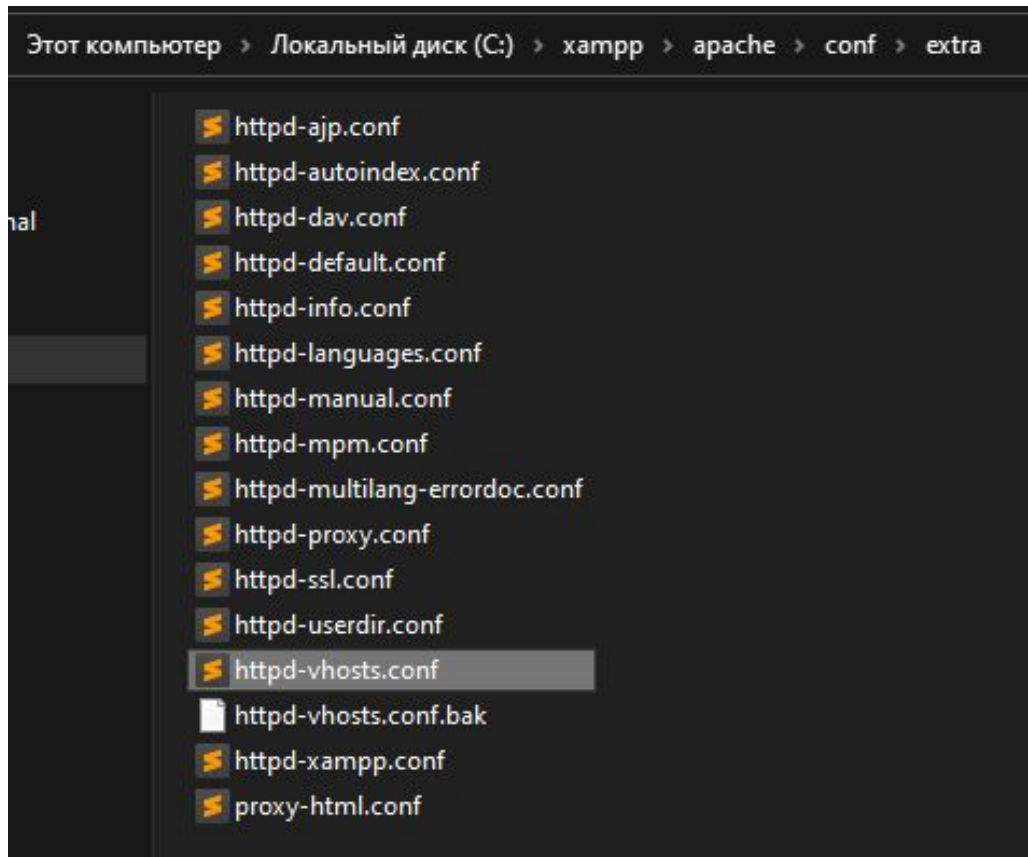 Этот компьютер > Локальный диск (C:) > xampp > apache > conf > extra
httpd-ajp.conf
httpd-autoindex.conf
nal
httpd-dav.conf
httpd-default.conf
httpd-info.conf
httpd-languages.conf
httpd-manual.conf
httpd-mpm.conf
httpd-multilang-errordoc.conf
httpd-proxy.conf
httpd-ssl.conf
httpd-userdir.conf
httpd-vhosts.conf
httpd-vhosts.conf.bak
httpd-xampp.conf
proxy-html.conf